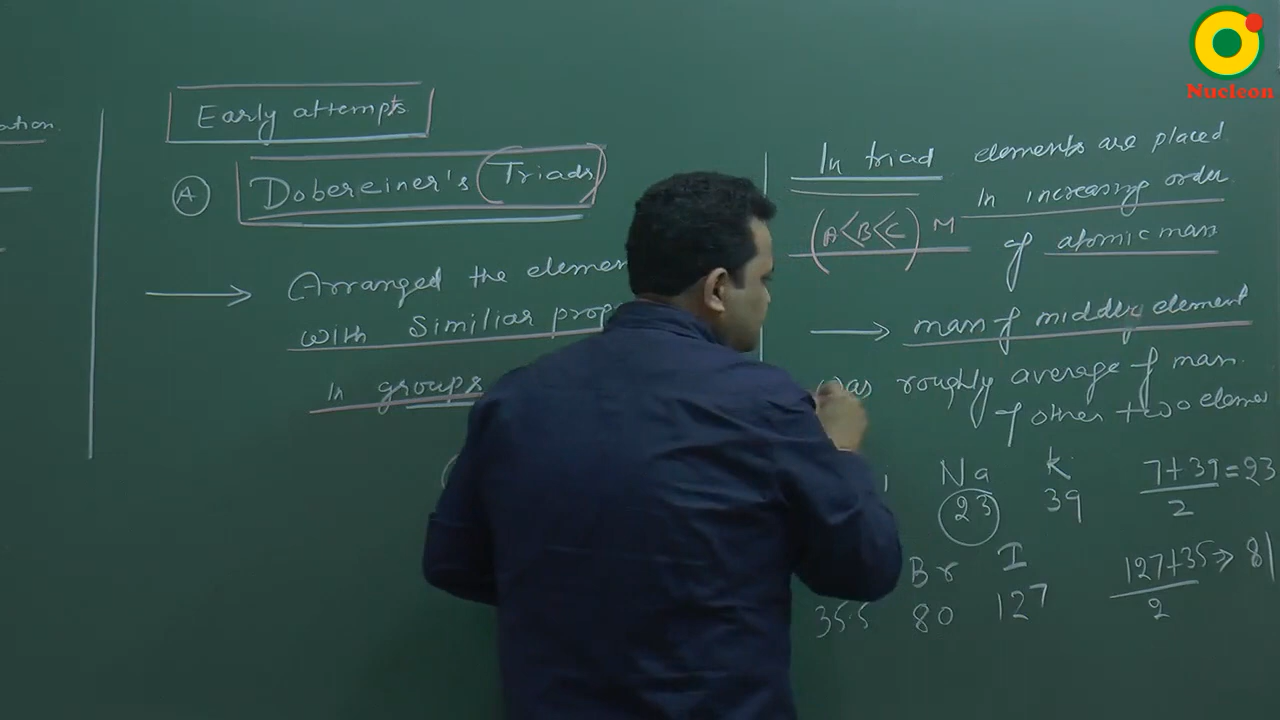 Nucleon
ation.
Early attempts
A
Dobereiner's Triads
Arranged the elemen
with similiar prop
In groups
In triad elements are placed
In increasing order
(A<B<C) M
of atomic mass
mass of middle element
was roughly average of mass
of other two elemen
Na K 7+39/2 = 23
23 39
Br I 127+35/2 ⇒ 81
35.5 80 127